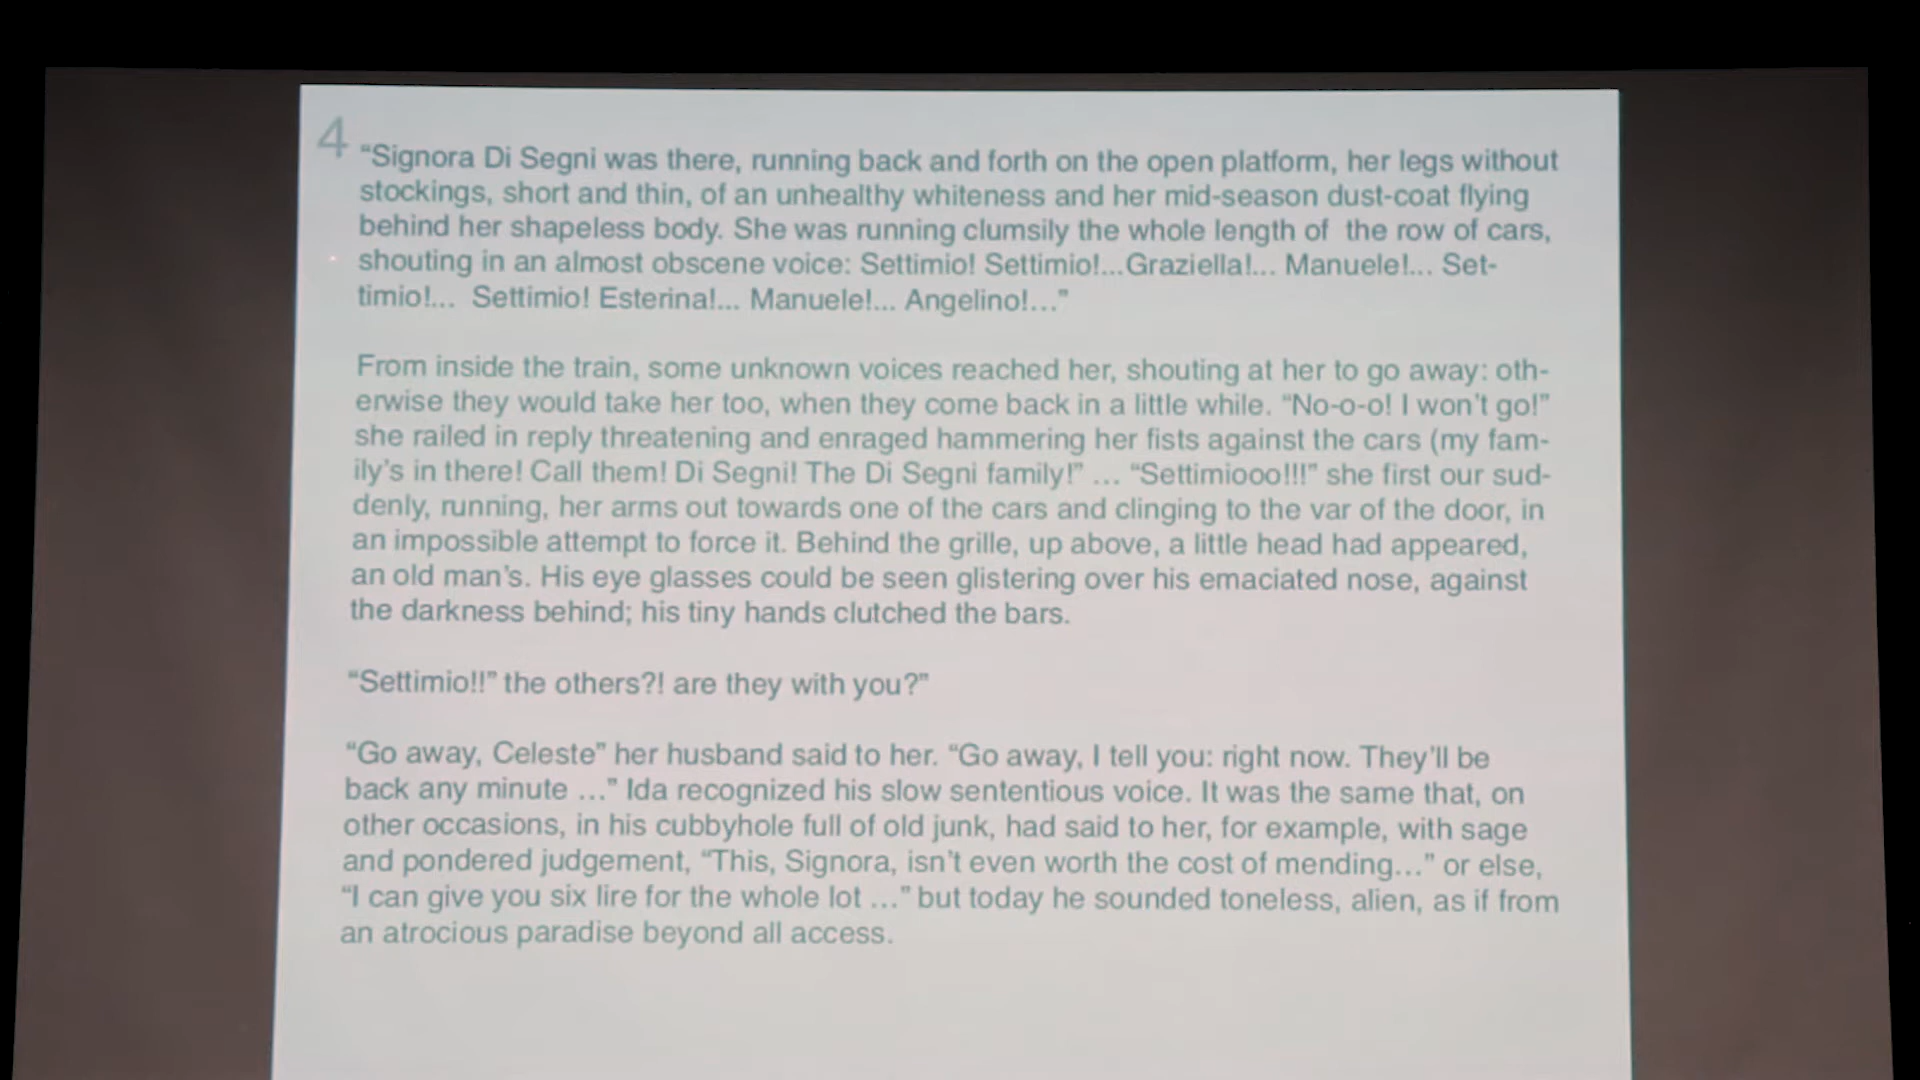 4
“Signora Di Segni was there, running back and forth on the open platform, her legs without
stockings, short and thin, of an unhealthy whiteness and her mid-season dust-coat flying
behind her shapeless body. She was running clumsily the whole length of the row of cars,
shouting in an almost obscene voice: Settimio! Settimio!...Graziella!... Manuele!... Set-
timio!... Settimio! Esterina!... Manuele!... Angelino!...”
From inside the train, some unknown voices reached her, shouting at her to go away: oth-
erwise they would take her too, when they come back in a little while. “No-o-o! I won’t go!”
she railed in reply threatening and enraged hammering her fists against the cars (my fam-
ily’s in there! Call them! Di Segni! The Di Segni family!” ... “Settimiooo!!!” she first our sud-
denly, running, her arms out towards one of the cars and clinging to the var of the door, in
an impossible attempt to force it. Behind the grille, up above, a little head had appeared,
an old man’s. His eye glasses could be seen glistering over his emaciated nose, against
the darkness behind; his tiny hands clutched the bars.
“Settimio!!” the others?! are they with you?”
“Go away, Celeste” her husband said to her. “Go away, I tell you: right now. They’ll be
back any minute ...” Ida recognized his slow sententious voice. It was the same that, on
other occasions, in his cubbyhole full of old junk, had said to her, for example, with sage
and pondered judgement, “This, Signora, isn’t even worth the cost of mending...” or else,
“I can give you six lire for the whole lot ...” but today he sounded toneless, alien, as if from
an atrocious paradise beyond all access.